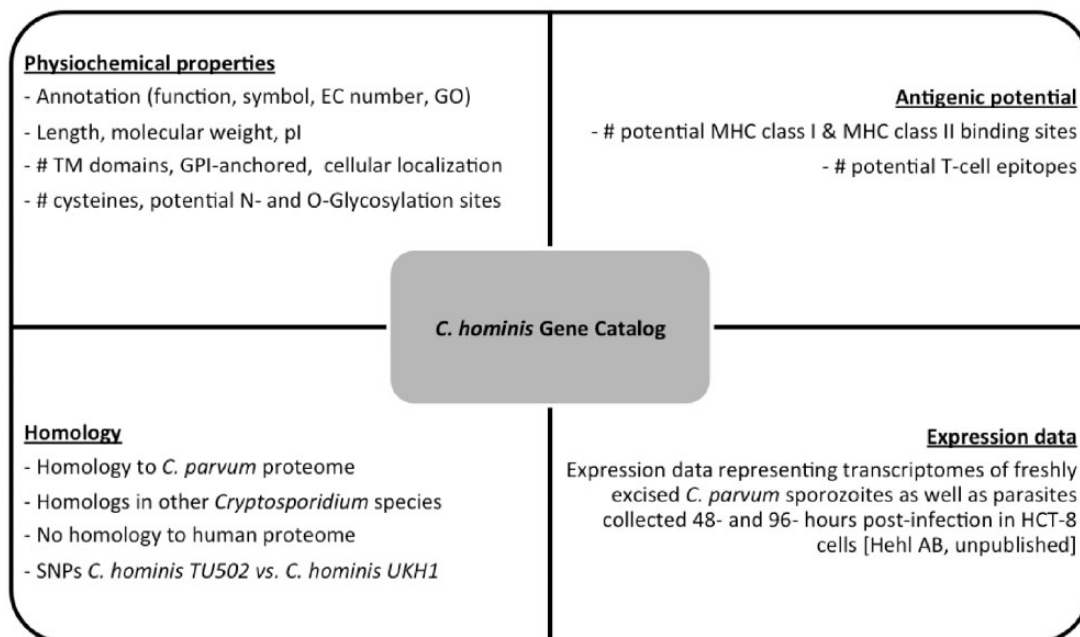 Physiochemical properties
- Annotation (function, symbol, EC number, GO)
- Length, molecular weight, pI
- # TM domains, GPI-anchored, cellular localization
- # cysteines, potential N- and O-Glycosylation sites
Antigenic potential
- # potential MHC class I & MHC class II binding sites
- # potential T-cell epitopes
C. hominis Gene Catalog
Homology
- Homology to C. parvum proteome
- Homologs in other Cryptosporidium species
- No homology to human proteome
- SNPs C. hominis TU502 vs. C. hominis UKH1
Expression data
Expression data representing transcriptomes of freshly
excised C. parvum sporozoites as well as parasites
collected 48- and 96- hours post-infection in HCT-8
cells [Hehl AB, unpublished]